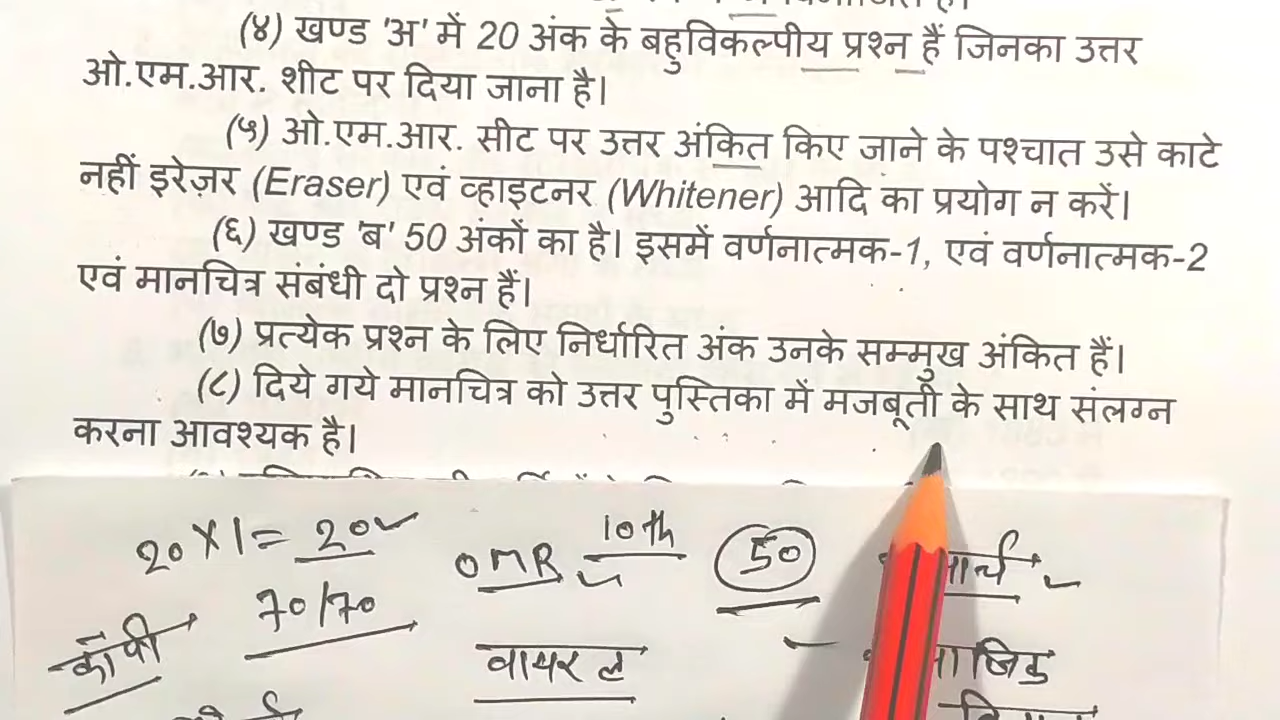 (४) खण्ड 'अ' में 20 अंक के बहुविकल्पीय प्रश्न हैं जिनका उत्तर
ओ.एम.आर. शीट पर दिया जाना है।
(५) ओ.एम.आर. सीट पर उत्तर अंकित किए जाने के पश्चात उसे काटे
नहीं इरेज़र (Eraser) एवं व्हाइटनर (Whitener) आदि का प्रयोग न करें।
(६) खण्ड 'ब' 50 अंकों का है। इसमें वर्णनात्मक-1, एवं वर्णनात्मक-2
एवं मानचित्र संबंधी दो प्रश्न हैं।
(७) प्रत्येक प्रश्न के लिए निर्धारित अंक उनके सम्मुख अंकित हैं।
(८) दिये गये मानचित्र को उत्तर पुस्तिका में मजबूती के साथ संलग्न
करना आवश्यक है।
20 X 1 = 20 OMR 10th 50
कॉपी 70/70 वायरल